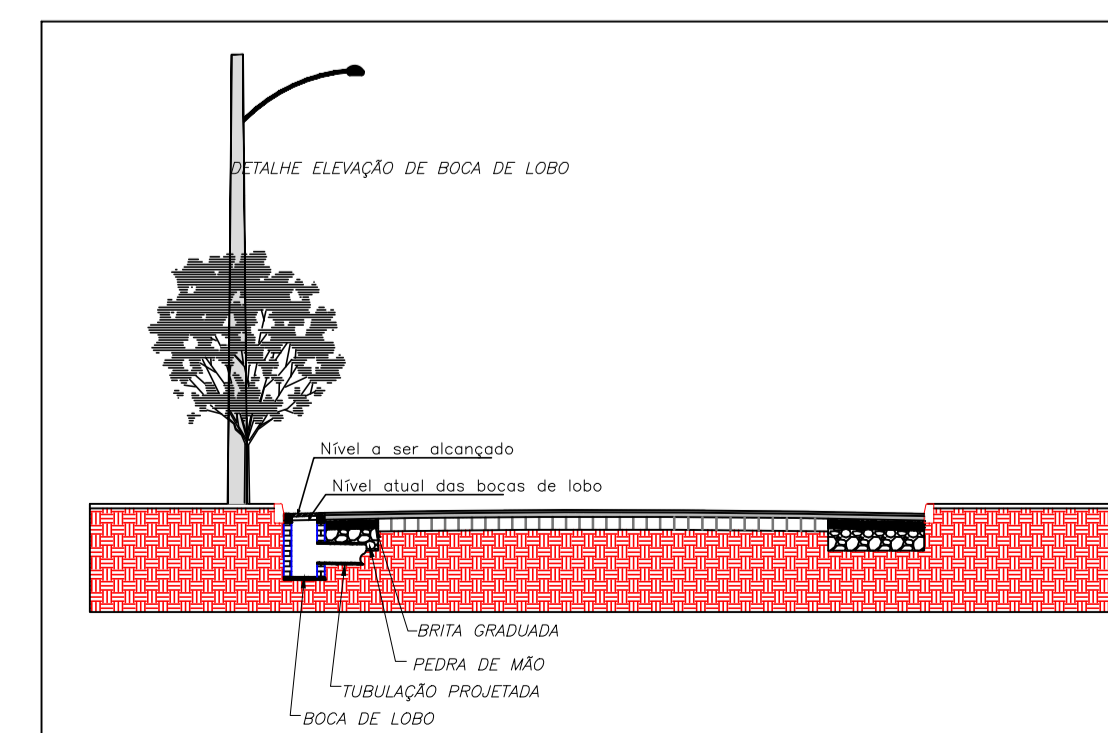 DETALHE ELEVAÇÃO DE BOCA DE LOBO
Nível a ser alcançado
Nível atual das bocas de lobo
BRITA GRADUADA
PEDRA DE MÃO
TUBULAÇÃO PROJETADA
BOCA DE LOBO